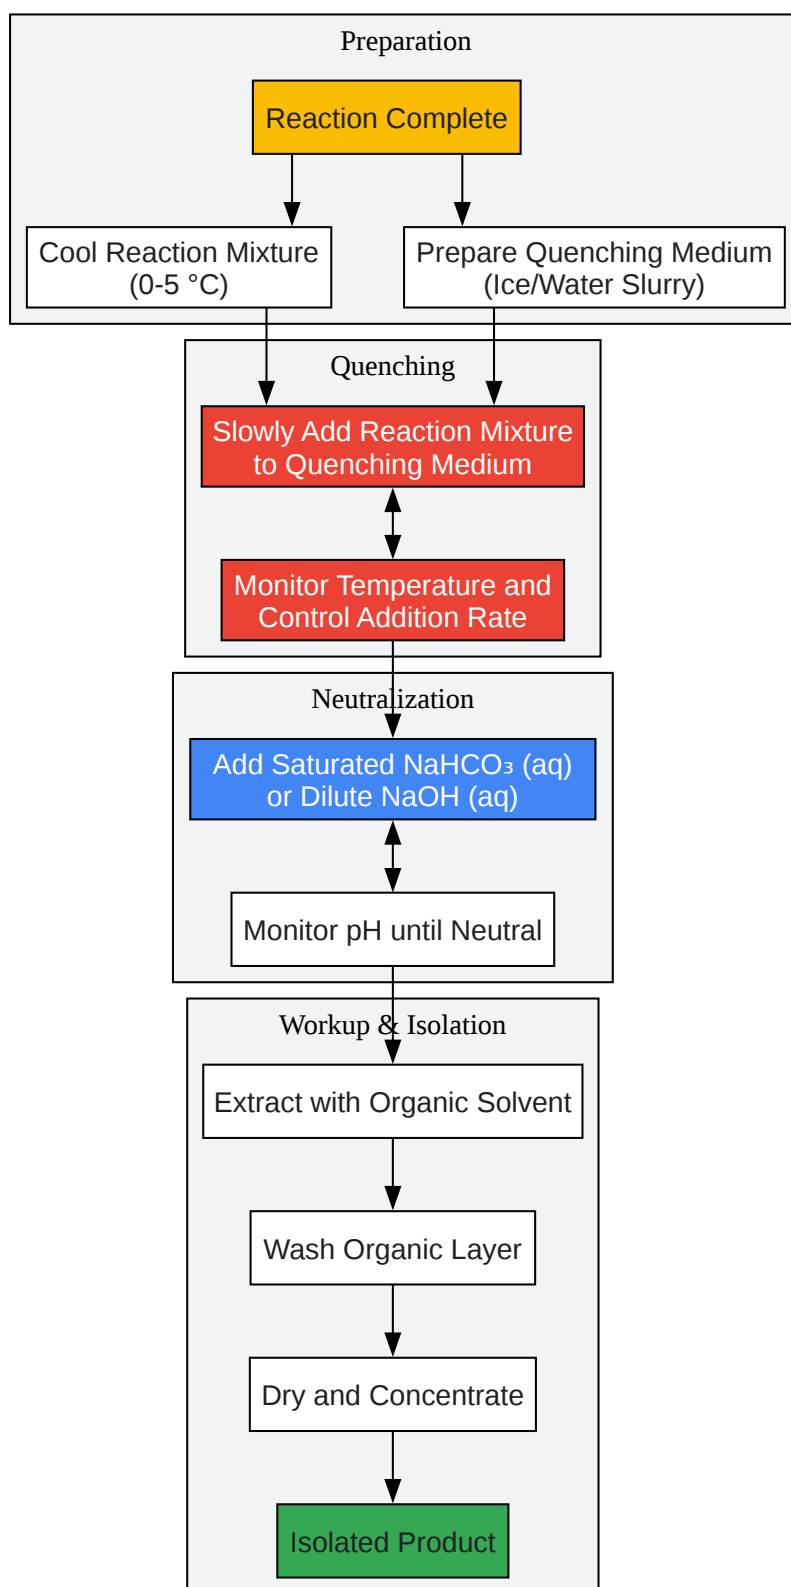 Preparation
Reaction Complete
Cool Reaction Mixture
(0-5 °C)
Prepare Quenching Medium
(Ice/Water Slurry)
Quenching
Slowly Add Reaction Mixture
to Quenching Medium
Monitor Temperature and
Control Addition Rate
Neutralization
Add Saturated NaHCO₃ (aq)
or Dilute NaOH (aq)
Monitor pH until Neutral
Workup & Isolation
Extract with Organic Solvent
Wash Organic Layer
Dry and Concentrate
Isolated Product